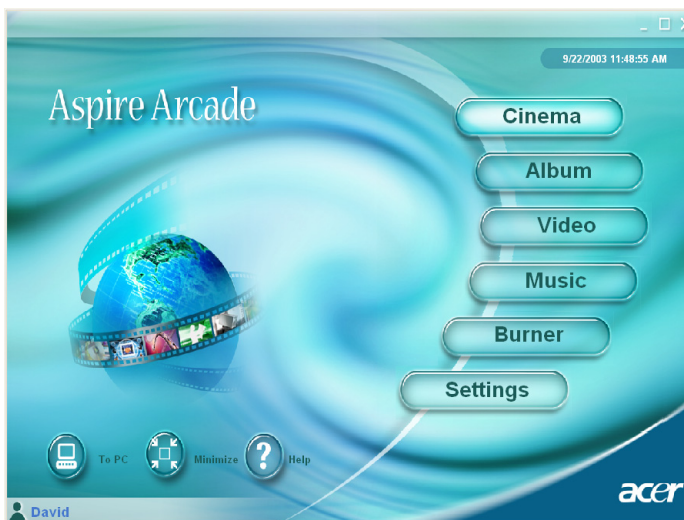 9/22/2003 11:48:55 AM
Aspire Arcade
Cinema
Album
Video
Music
Burner
Settings
To PC
Minimize
? Help
acer
David